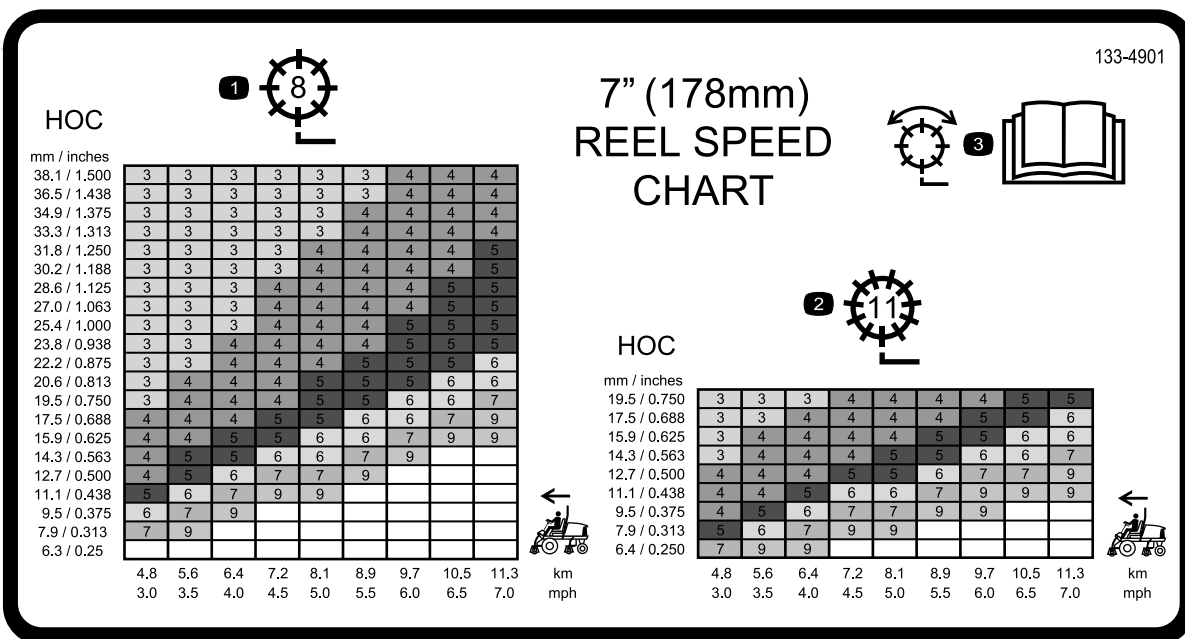 133-4901
7” (178mm)
REEL SPEED
CHART
1
8
3
HOC
mm / inches
38.1 / 1.500 3 3 3 3 3 3 4 4 4
36.5 / 1.438 3 3 3 3 3 3 4 4 4
34.9 / 1.375 3 3 3 3 3 4 4 4 4
33.3 / 1.313 3 3 3 3 3 4 4 4 4
31.8 / 1.250 3 3 3 3 4 4 4 4 5
30.2 / 1.188 3 3 3 3 4 4 4 4 5
28.6 / 1.125 3 3 3 4 4 4 4 5 5
27.0 / 1.063 3 3 3 4 4 4 4 5 5
25.4 / 1.000 3 3 3 4 4 4 5 5 5
23.8 / 0.938 3 3 4 4 4 4 5 5 5
22.2 / 0.875 3 3 4 4 4 5 5 5 6
20.6 / 0.813 3 4 4 4 5 5 5 6 6
19.5 / 0.750 3 4 4 4 5 5 6 6 7
17.5 / 0.688 4 4 4 5 5 6 6 7 9
15.9 / 0.625 4 4 5 5 6 6 7 9 9
14.3 / 0.563 4 5 5 6 6 7 9
12.7 / 0.500 4 5 6 7 7 9
11.1 / 0.438 5 6 7 9 9
9.5 / 0.375 6 7 9
7.9 / 0.313 7 9
6.3 / 0.25
4.8 5.6 6.4 7.2 8.1 8.9 9.7 10.5 11.3 km
3.0 3.5 4.0 4.5 5.0 5.5 6.0 6.5 7.0 mph
2
11
HOC
mm / inches
19.5 / 0.750 3 3 3 4 4 4 4 5 5
17.5 / 0.688 3 3 4 4 4 4 5 5 6
15.9 / 0.625 3 4 4 4 4 5 5 6 6
14.3 / 0.563 3 4 4 4 5 5 6 6 7
12.7 / 0.500 4 4 4 5 5 6 7 7 9
11.1 / 0.438 4 4 5 6 6 7 9 9 9
9.5 / 0.375 4 5 6 7 7 9 9
7.9 / 0.313 5 6 7 9 9
6.4 / 0.250 7 9 9
4.8 5.6 6.4 7.2 8.1 8.9 9.7 10.5 11.3 km
3.0 3.5 4.0 4.5 5.0 5.5 6.0 6.5 7.0 mph